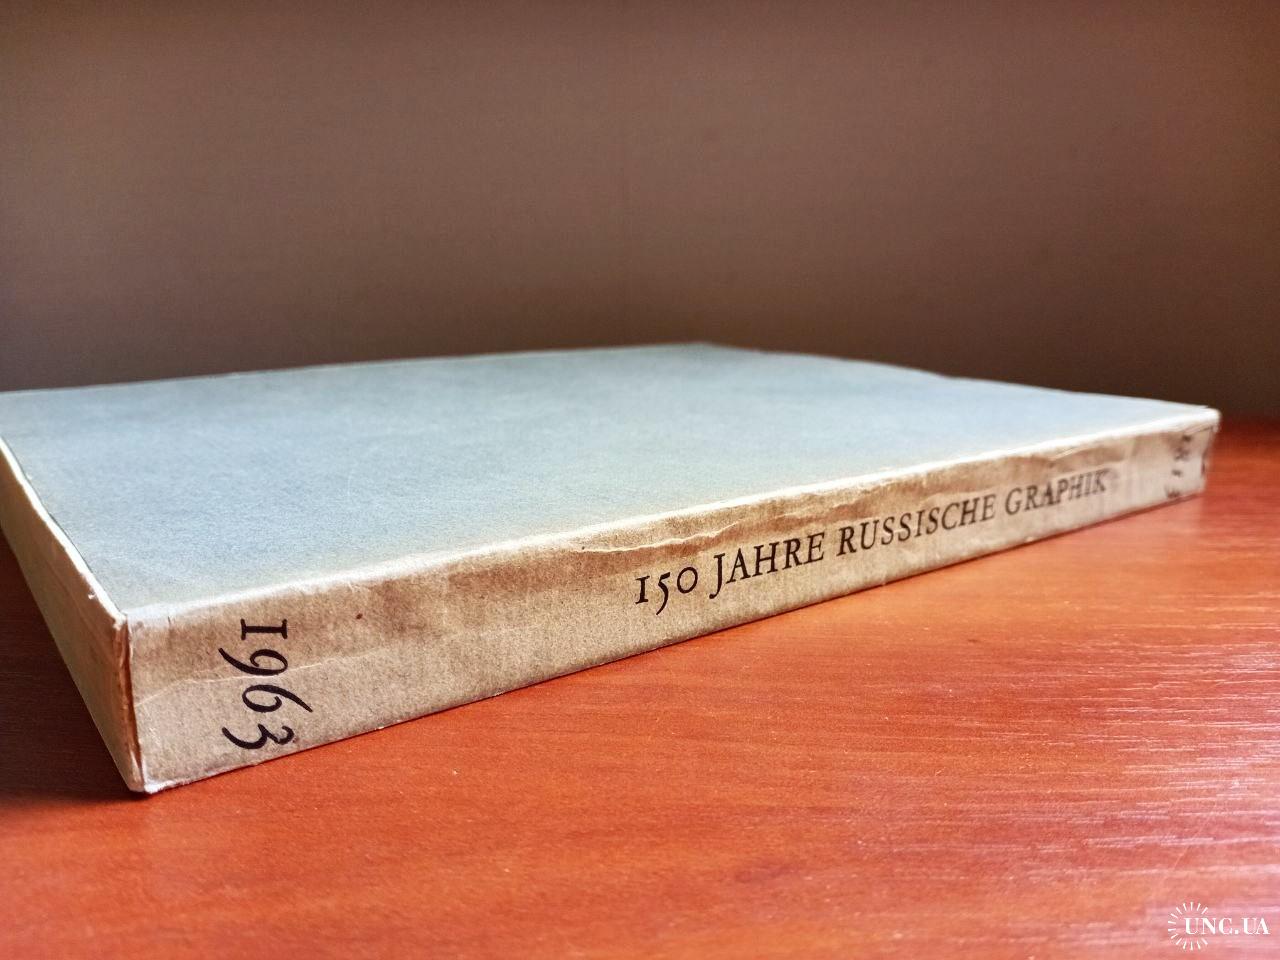 150 JAHRE RUSSISCHE GRAPHIK
1963
UNC.UA